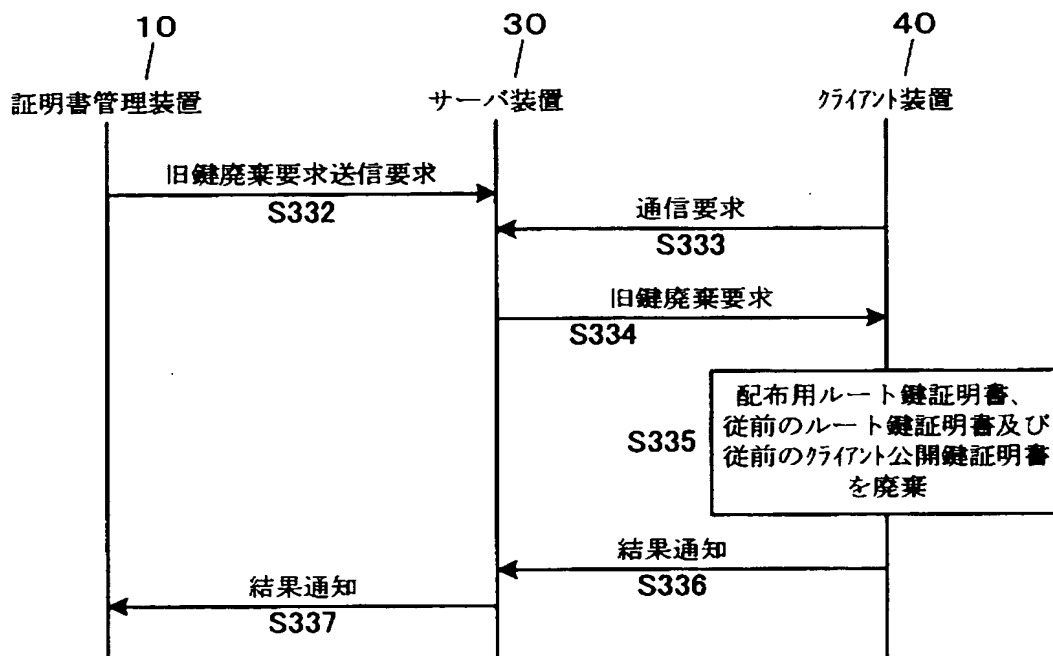 10
30
40
証明書管理装置
サーバ装置
クライアント装置
旧鍵廃棄要求送信要求
S332
通信要求
S333
旧鍵廃棄要求
S334
S335
配布用ルート鍵証明書、
従前のルート鍵証明書及び
従前のクライアント公開鍵証明書
を廃棄
結果通知
S336
結果通知
S337